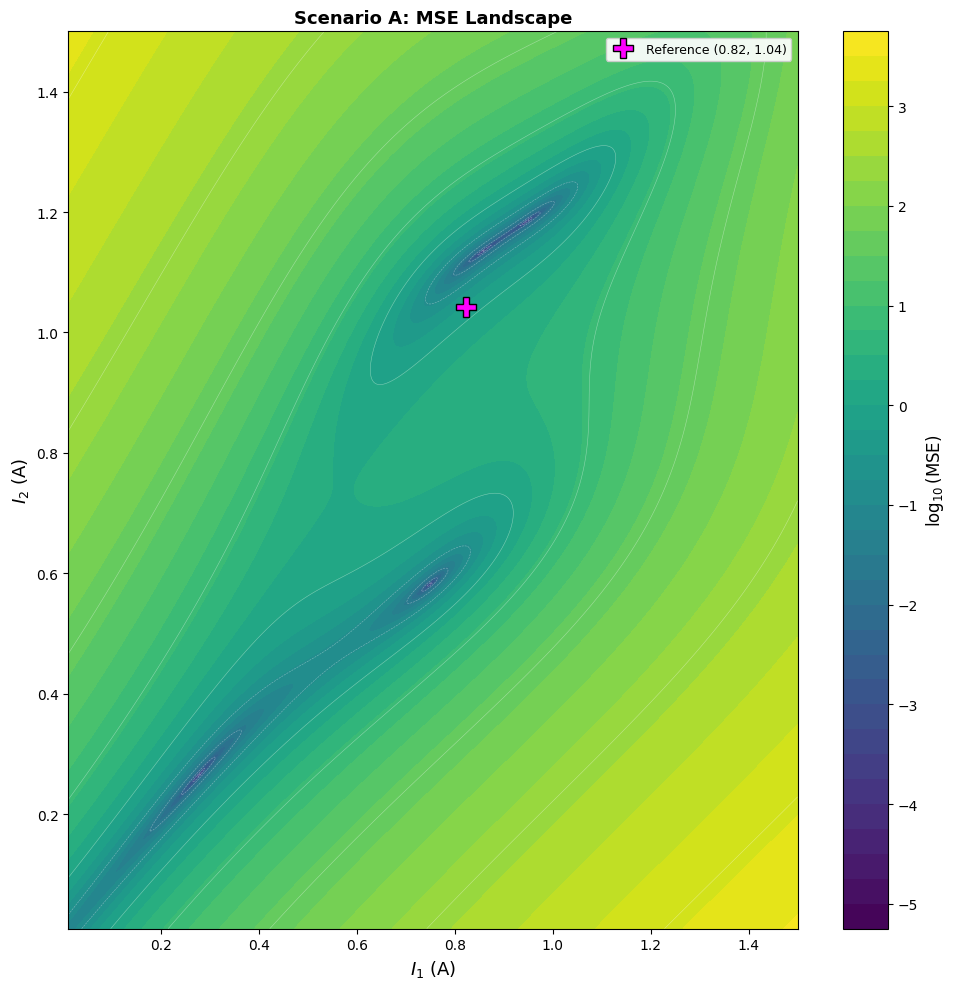 Scenario A: MSE Landscape
Reference (0.82, 1.04)
1.4
1.2
1.0
0.8
0.6
0.4
0.2
I₂ (A)
0.2 0.4 0.6 0.8 1.0 1.2 1.4
I₁ (A)
3
2
1
0
−1
−2
−3
−4
−5
log₁₀ (MSE)